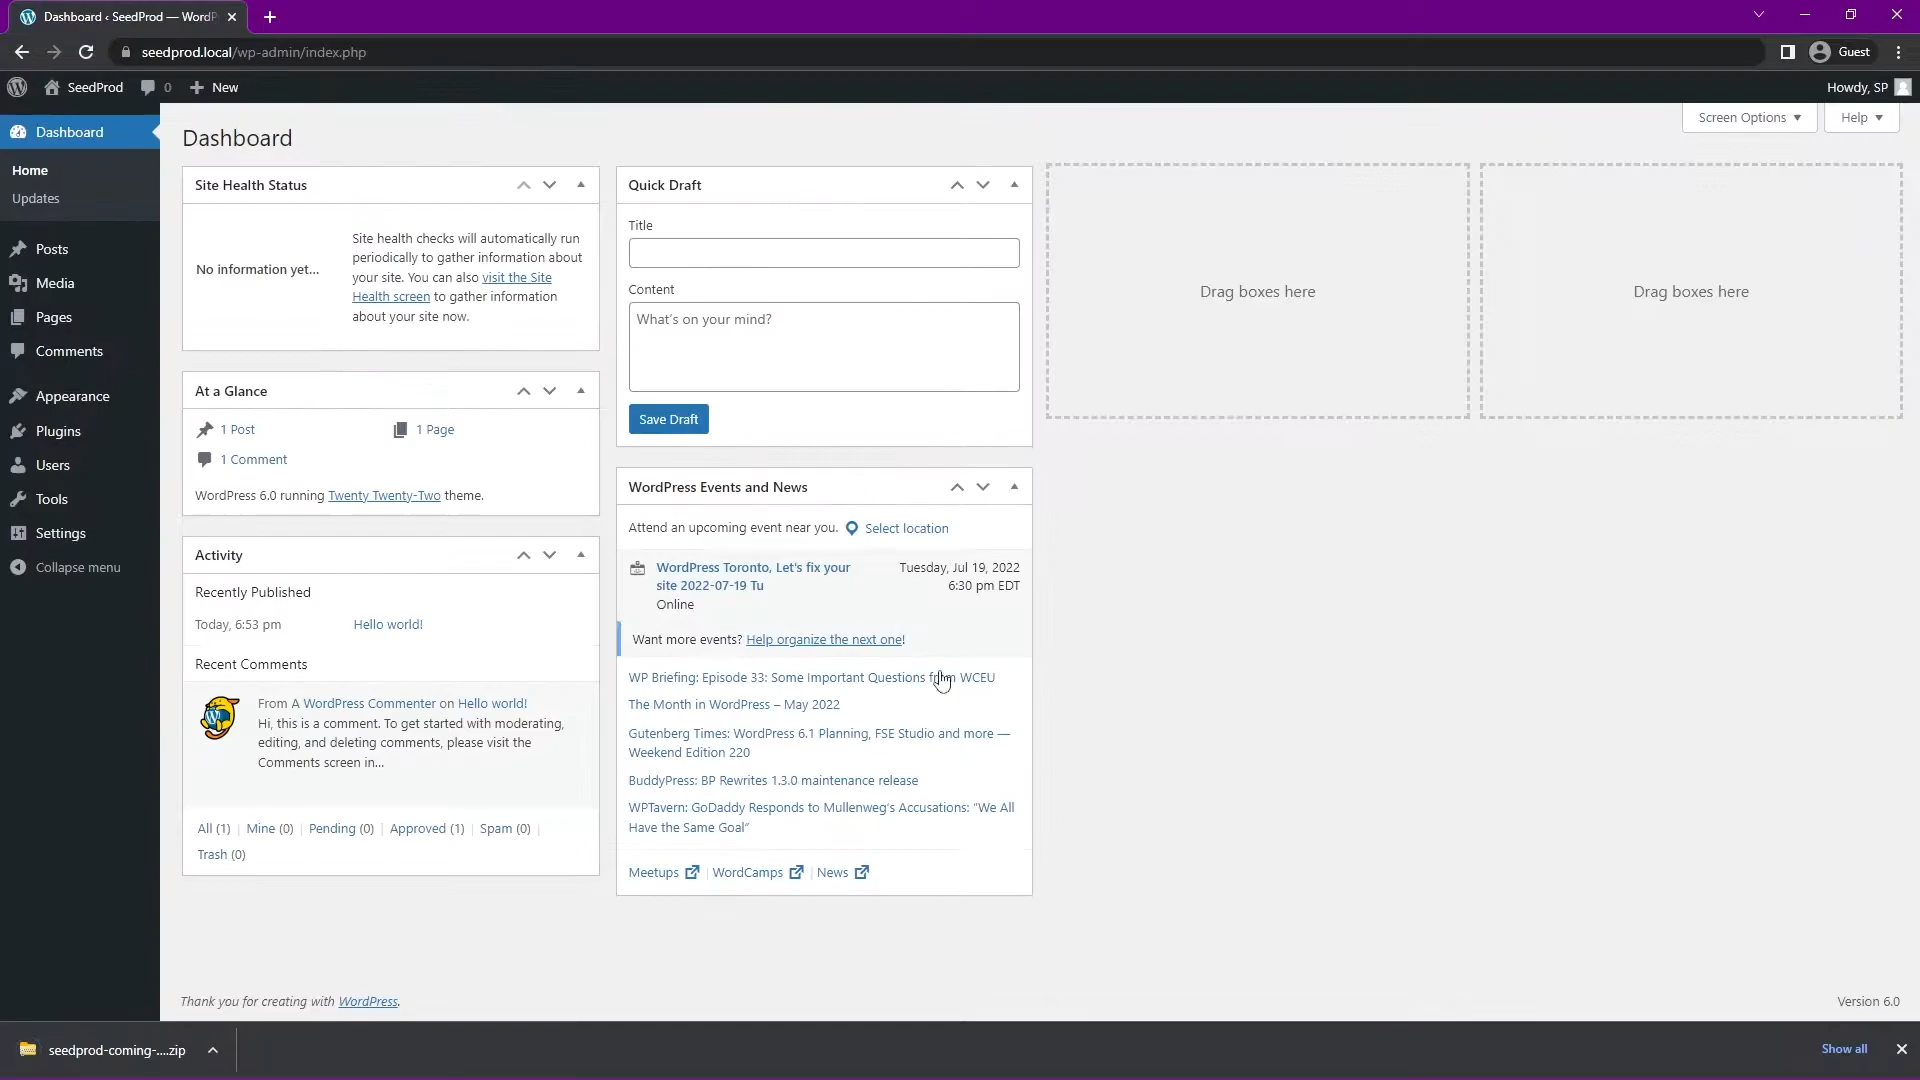 Dashboard ‹ SeedProd — WordP
seedprod.local/wp-admin/index.php
Guest
SeedProd
0
New
Howdy, SP
Screen Options
Help
Dashboard
Home
Updates
Posts
Media
Pages
Comments
Appearance
Plugins
Users
Tools
Settings
Collapse menu
Dashboard
Site Health Status
No information yet...
Site health checks will automatically run
periodically to gather information about
your site. You can also visit the Site
Health screen to gather information
about your site now.
At a Glance
1 Post
1 Page
1 Comment
WordPress 6.0 running Twenty Twenty-Two theme.
Activity
Recently Published
Today, 6:53 pm
Hello world!
Recent Comments
From A WordPress Commenter on Hello world!
Hi, this is a comment. To get started with moderating,
editing, and deleting comments, please visit the
Comments screen in...
All (1) | Mine (0) | Pending (0) | Approved (1) | Spam (0) |
Trash (0)
Quick Draft
Title
Content
What's on your mind?
Save Draft
WordPress Events and News
Attend an upcoming event near you. Select location
WordPress Toronto, Let's fix your
site 2022-07-19 Tu
Online
Tuesday, Jul 19, 2022
6:30 pm EDT
Want more events? Help organize the next one!
WP Briefing: Episode 33: Some Important Questions from WCEU
The Month in WordPress – May 2022
Gutenberg Times: WordPress 6.1 Planning, FSE Studio and more —
Weekend Edition 220
BuddyPress: BP Rewrites 1.3.0 maintenance release
WPTavern: GoDaddy Responds to Mullenweg's Accusations: “We All
Have the Same Goal”
Meetups | WordCamps | News
Drag boxes here
Drag boxes here
Thank you for creating with WordPress.
Version 6.0
seedprod-coming-....zip
Show all